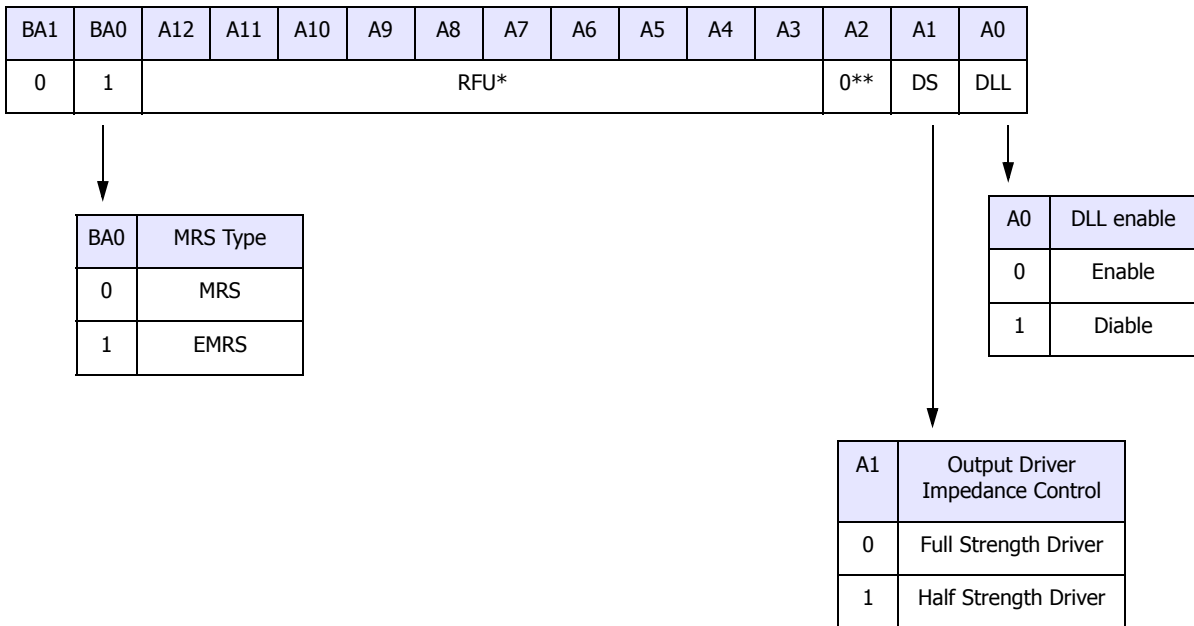 BA1 BA0 A12 A11 A10 A9 A8 A7 A6 A5 A4 A3 A2 A1 A0
0 1 RFU* 0** DS DLL
BA0 MRS Type
0 MRS
1 EMRS
A0 DLL enable
0 Enable
1 Diable
A1 Output Driver
Impedance Control
0 Full Strength Driver
1 Half Strength Driver